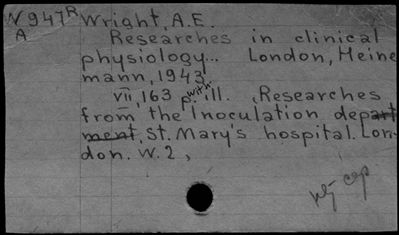 N947R Wright, A.E.
A Researches in clinical
physiology... London, Heine
mann, 1943.
vii, 163 p. with ill. (Researches
from the Inoculation depart
ment, St. Mary's hospital. Lon-
don. W.2,